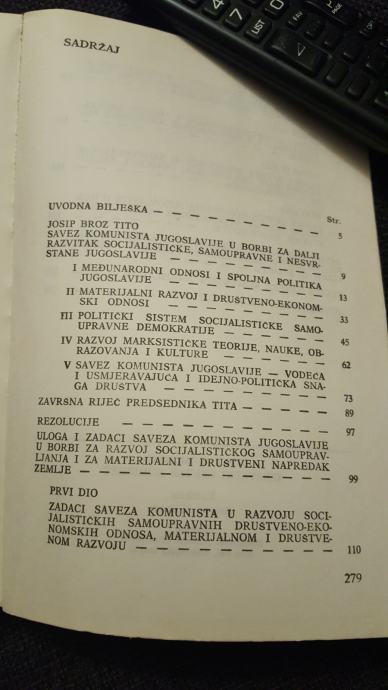 SADRŽAJ
Str.
UVODNA BILJEŠKA — — — — — — — — — 5
JOSIP BROZ TITO
SAVEZ KOMUNISTA JUGOSLAVIJE U BORBI ZA DALJI
RAZVITAK SOCIJALISTIČKE, SAMOUPRAVNE I NESVR-
STANE JUGOSLAVIJE — — — — — — — 9
I MEĐUNARODNI ODNOSI I SPOLJNA POLITIKA
JUGOSLAVIJE — — — — — — — — 13
II MATERIJALNI RAZVOJ I DRUŠTVENO-EKONOM-
SKI ODNOSI — — — — — — — — 33
III POLITIČKI SISTEM SOCIJALISTIČKE SAMO-
UPRAVNE DEMOKRATIJE — — — — — 45
IV RAZVOJ MARKSISTIČKE TEORIJE, NAUKE, OB-
RAZOVANJA I KULTURE — — — — — 62
V SAVEZ KOMUNISTA JUGOSLAVIJE — VODEĆA
I USMJERAVAJUĆA I IDEJNO-POLITIČKA SNA-
GA DRUŠTVA — — — — — — — — 73
ZAVRŠNA RIJEČ PREDSEDNIKA TITA — — — — 89
REZOLUCIJE — — — — — — — — — 97
ULOGA I ZADACI SAVEZA KOMUNISTA JUGOSLAVIJE
U BORBI ZA RAZVOJ SOCIJALISTIČKOG SAMOUPRAV-
LJANJA I ZA MATERIJALNI I DRUŠTVENI NAPREDAK
ZEMLJE — — — — — — — — — — 99
PRVI DIO
ZADACI SAVEZA KOMUNISTA U RAZVOJU SOCI-
JALISTIČKIH SAMOUPRAVNIH DRUŠTVENO-EKO-
NOMSKIH ODNOSA, MATERIJALNOM I DRUŠTVE-
NOM RAZVOJU — — — — — — — — 110
279